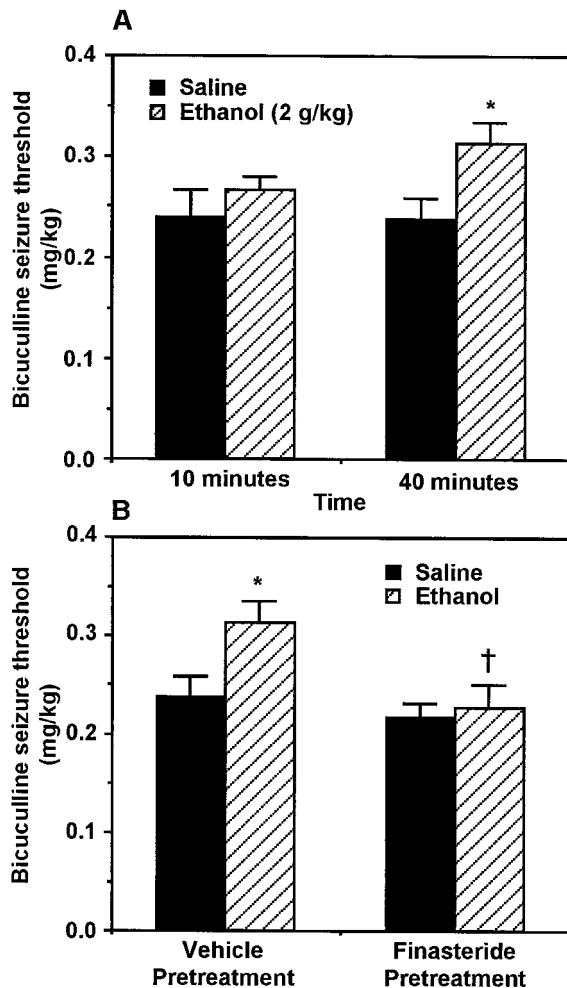 A
Bicuculline seizure threshold
(mg/kg)
0.4
0.3
0.2
0.1
0.0
Saline
Ethanol (2 g/kg)
*
10 minutes
40 minutes
Time
B
Bicuculline seizure threshold
(mg/kg)
0.4
0.3
0.2
0.1
0.0
Saline
Ethanol
*
†
Vehicle
Pretreatment
Finasteride
Pretreatment